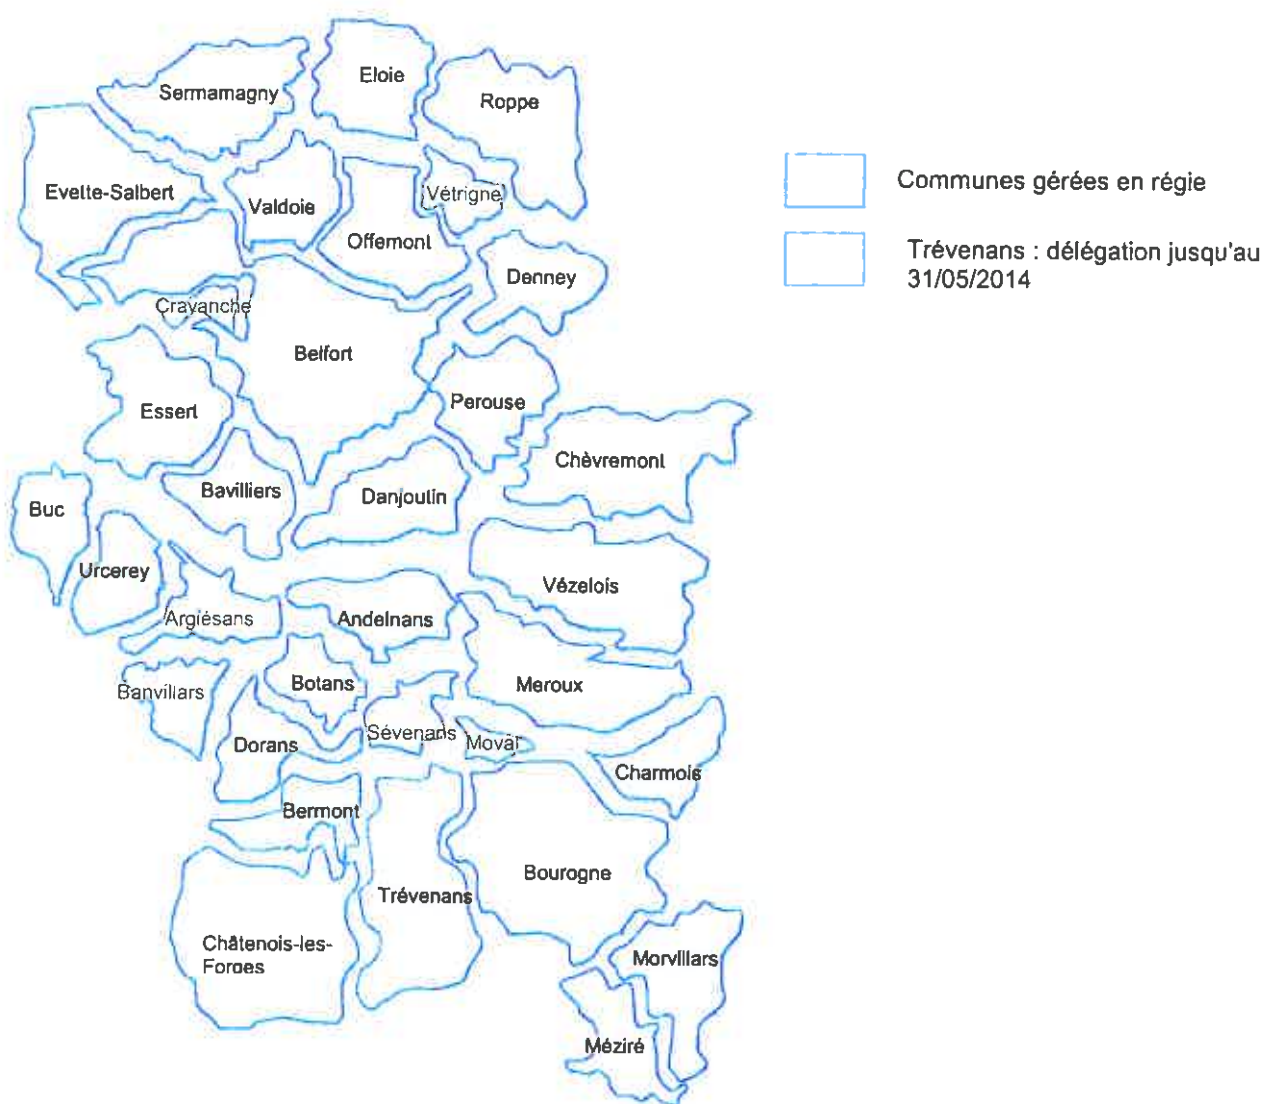 Eloie
Sermamagny
Roppe
Communes gérées en régie
Evette-Salbert
Vétrigne
Valdoie
Offemont
Trévenans : délégation jusqu'au
31/05/2014
Denney
Cravanche
Belfort
Perouse
Essert
Chèvremont
Bavilliers
Danjoutin
Buc
Urcerey
Vézelois
Argiésans
Andelnans
Botans
Meroux
Banvillars
Sévenans
Moval
Dorans
Charmois
Bermont
Bourogne
Trévenans
Châtenois-les-
Forges
Morvillars
Méziré